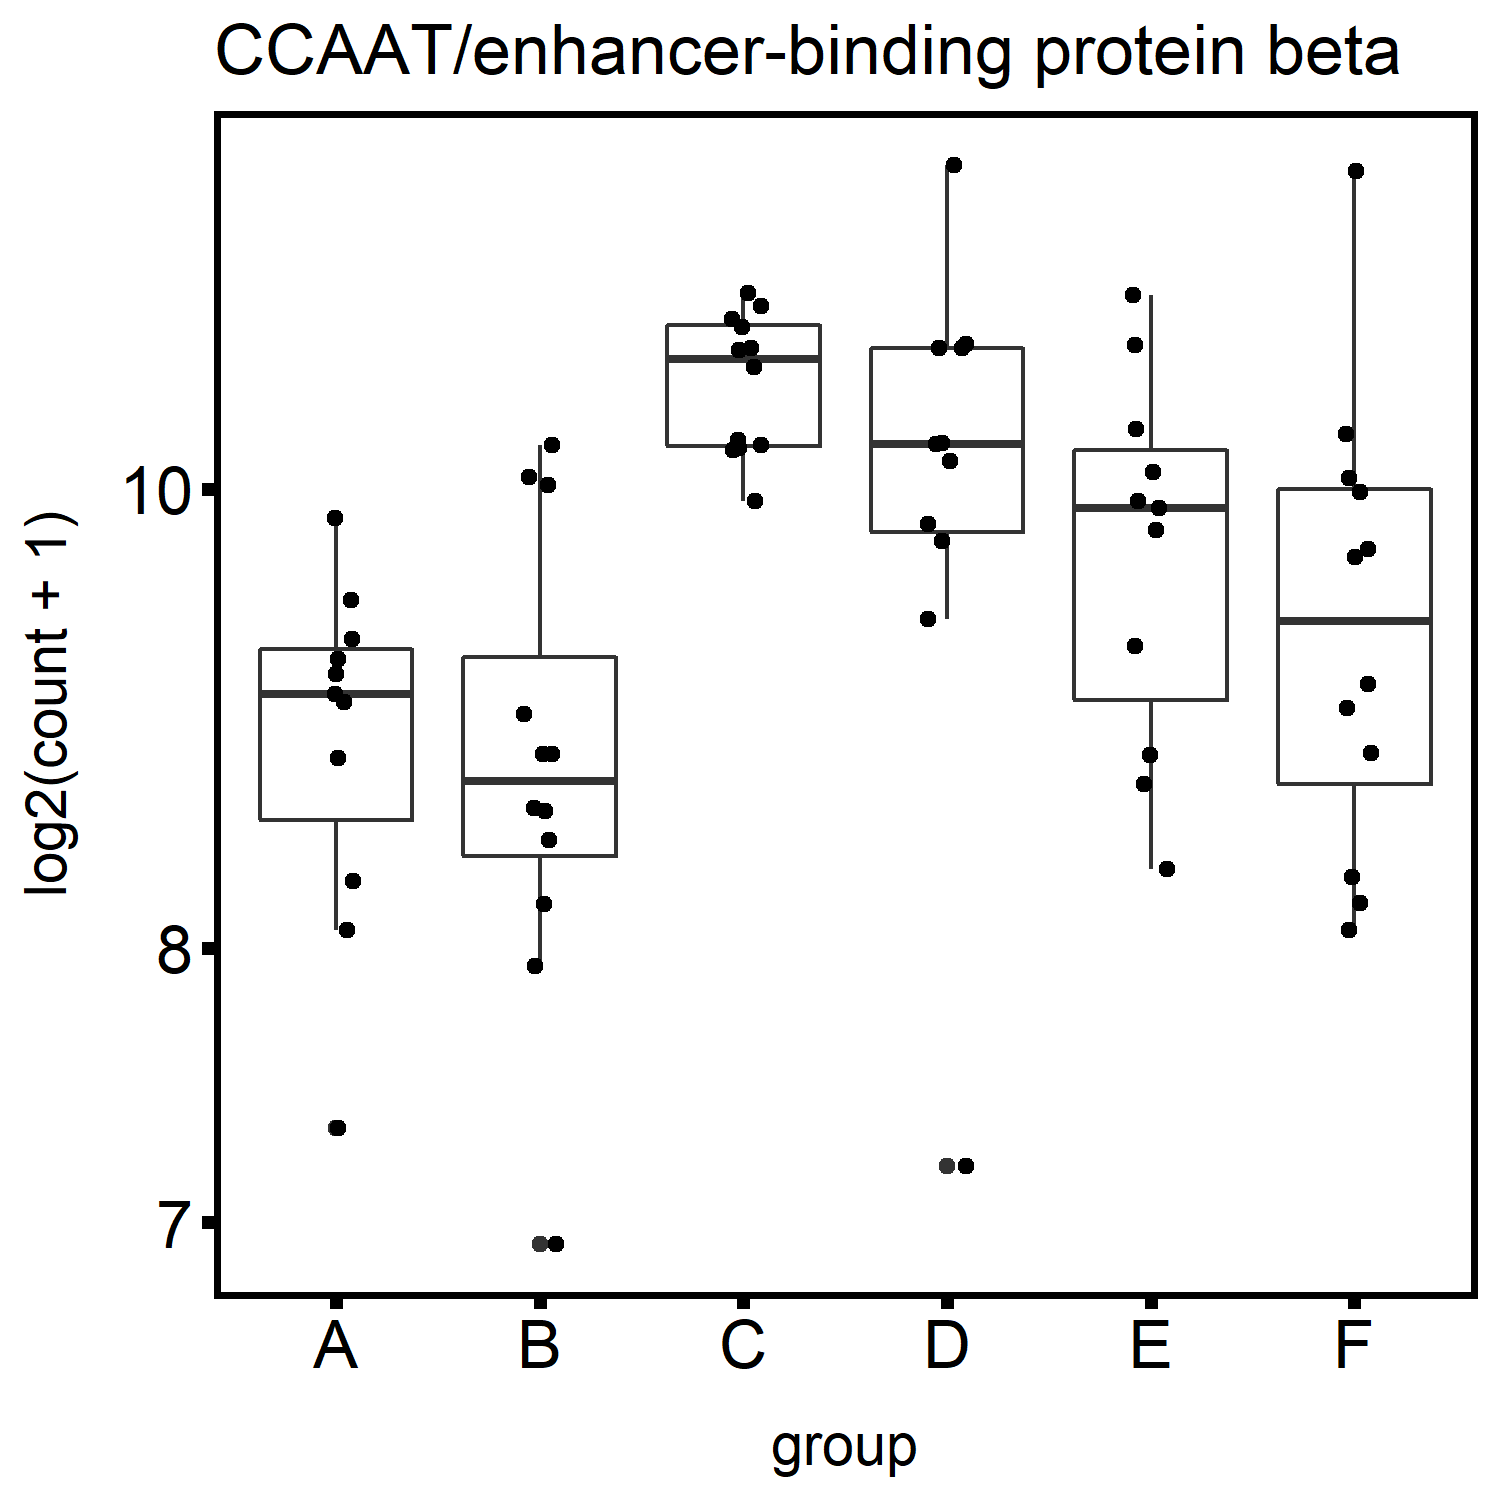 CCAAT/enhancer-binding protein beta
log2(count + 1)
10
8
7
A B C D E F
group